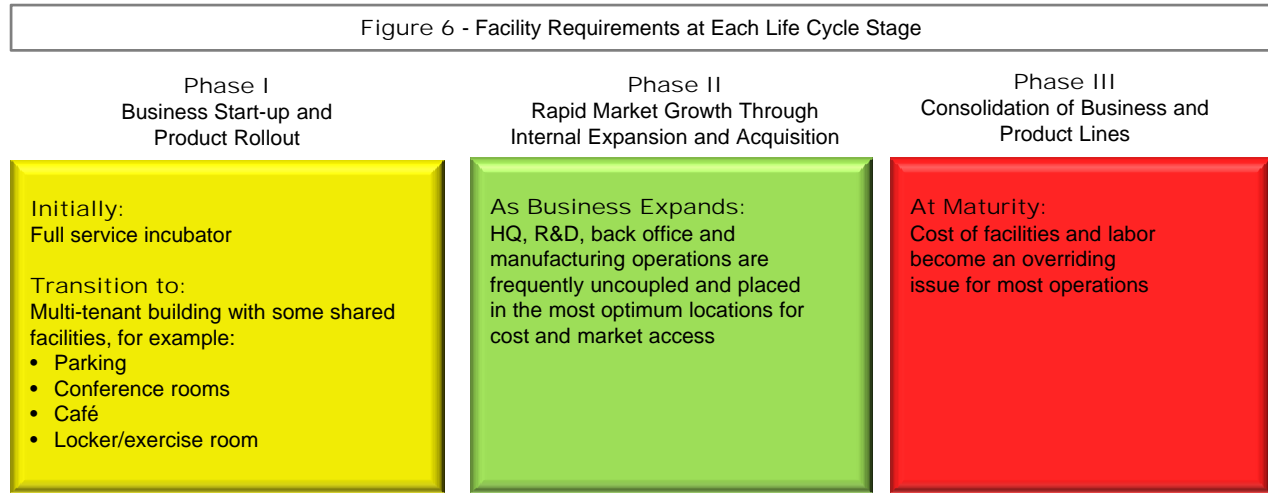 Figure 6 - Facility Requirements at Each Life Cycle Stage
Phase I
Business Start-up and
Product Rollout
Initially:
Full service incubator
Transition to:
Multi-tenant building with some shared
facilities, for example:
• Parking
• Conference rooms
• Café
• Locker/exercise room
Phase II
Rapid Market Growth Through
Internal Expansion and Acquisition
As Business Expands:
HQ, R&D, back office and
manufacturing operations are
frequently uncoupled and placed
in the most optimum locations for
cost and market access
Phase III
Consolidation of Business and
Product Lines
At Maturity:
Cost of facilities and labor
become an overriding
issue for most operations